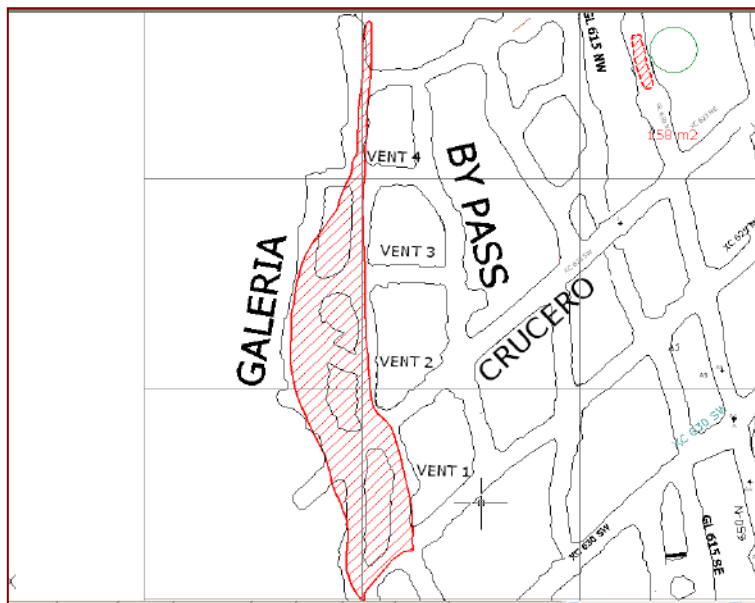 GL 615 NW
158 m2
VENT 4
BY PASS
VENT 3
GALERIA
CRUCERO
VENT 2
XC 630 SW
VENT 1
XC 630 SW
GL 615 SE
N-059